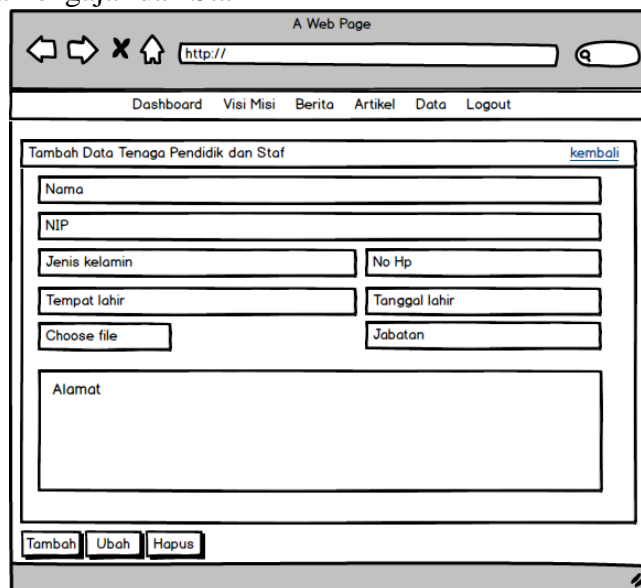 A Web Page
http://
Dashboard Visi Misi Berita Artikel Data Logout
Tambah Data Tenaga Pendidik dan Staf kembali
Nama
NIP
Jenis kelamin No Hp
Tempat lahir Tanggal lahir
Choose file Jabatan
Alamat
Tambah Ubah Hapus